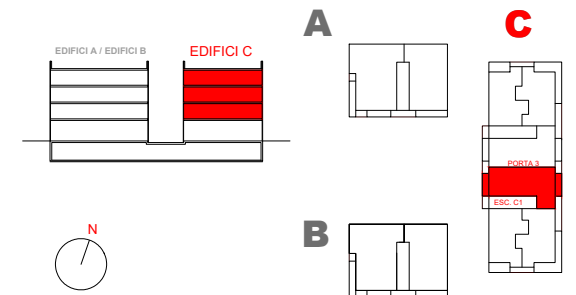 A
C
EDIFICI A / EDIFICI B
EDIFICI C
PORTA 3
ESC. C1
B
N